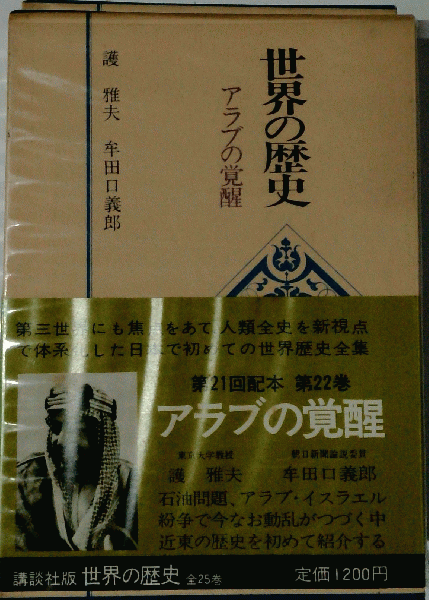 世界の歴史
アラブの覚醒
護 雅夫 牟田口義郎
第三世界にも焦点をあて、人類全史を新視点
で体系化した日本で初めての世界歴史全集
第21回配本 第22巻
アラブの覚醒
東京大学教授 朝日新聞論説委員
護 雅夫 牟田口義郎
石油問題、アラブ・イスラエル
紛争で今なお動乱がつづく中
近東の歴史を初めて紹介する
講談社版 世界の歴史 全25巻 定価1200円